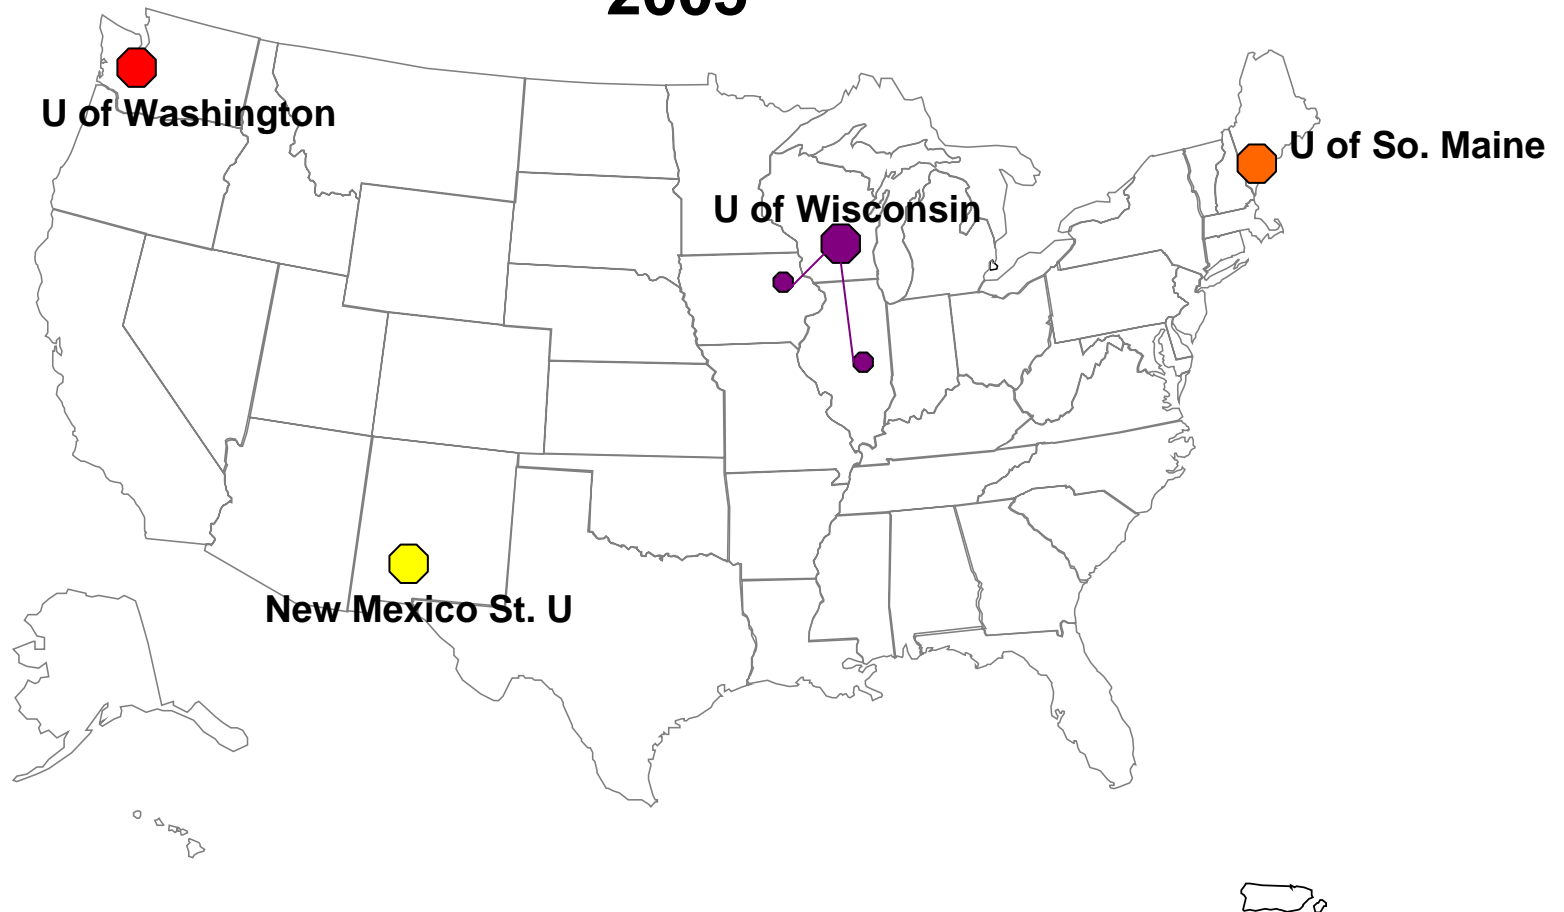 U of Washington
U of So. Maine
U of Wisconsin
New Mexico St. U